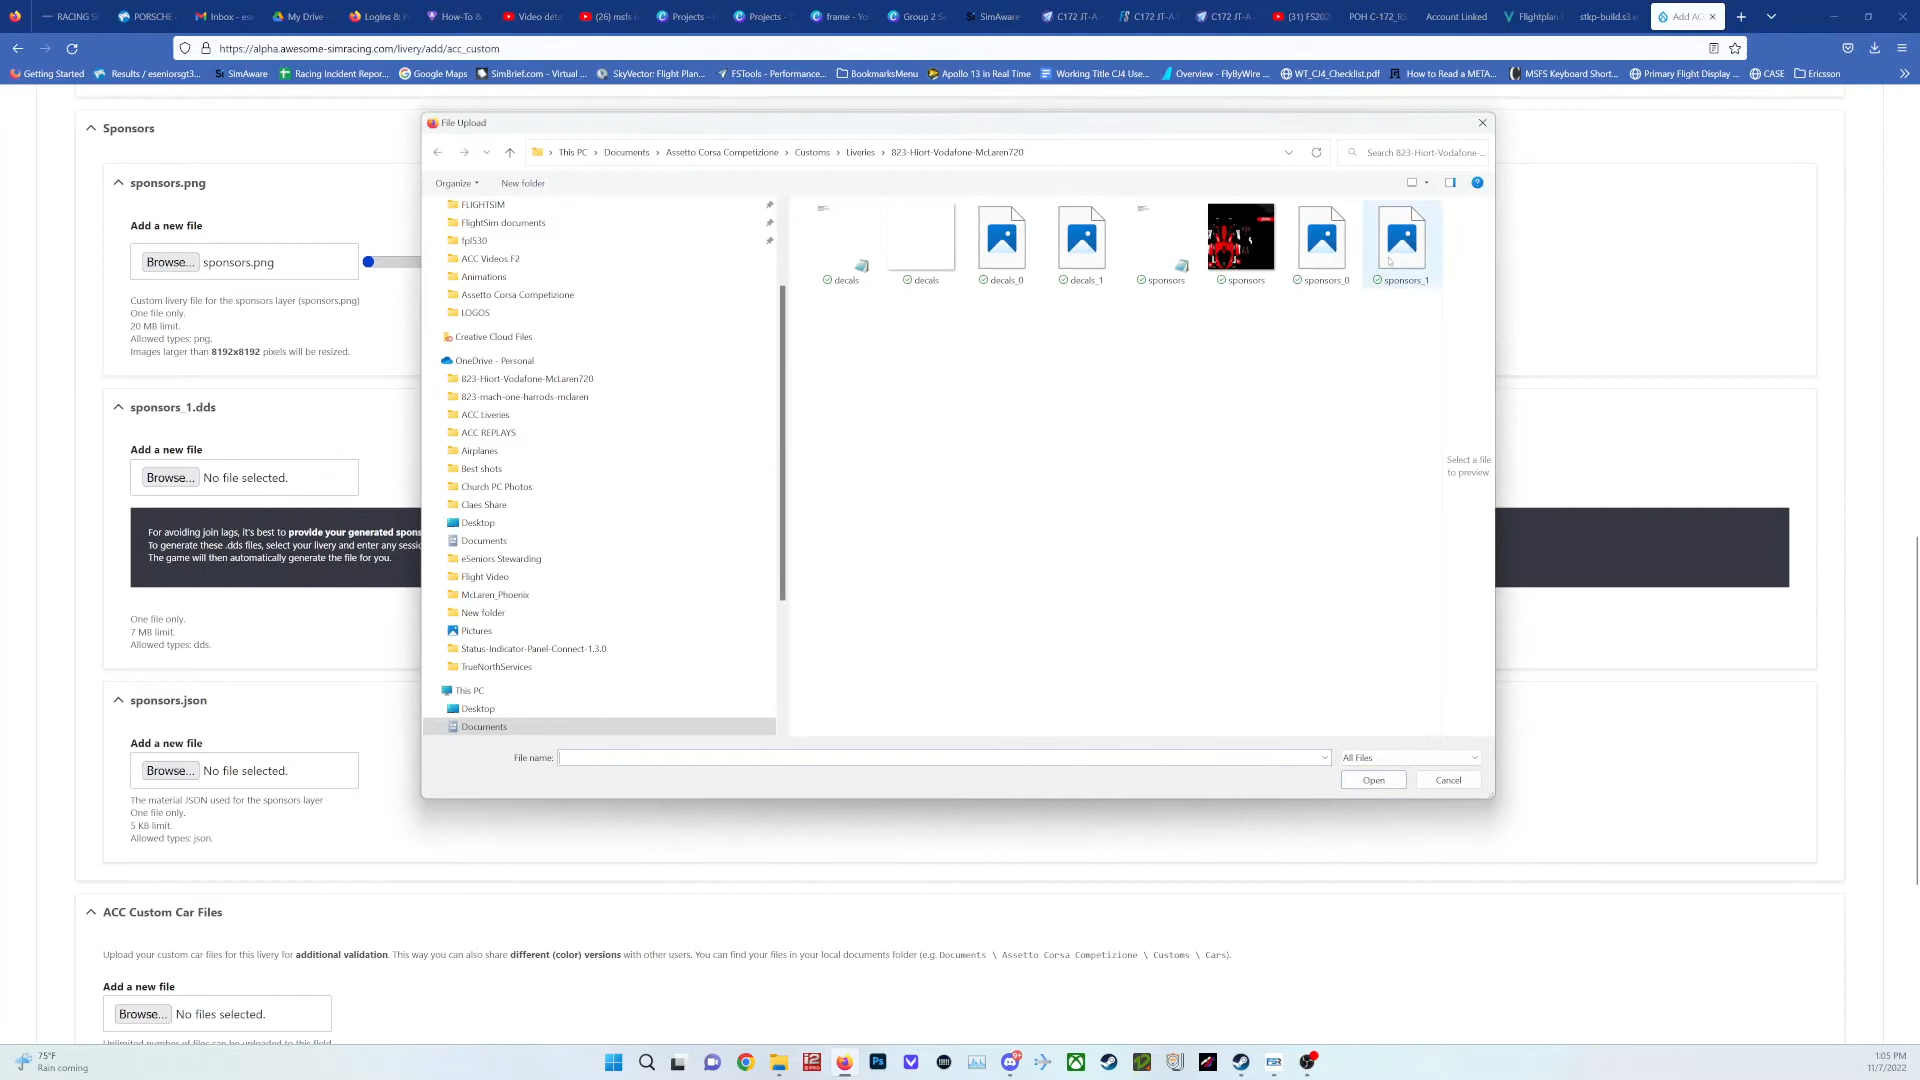 RACING S
PORSCHE
Inbox - ese
My Drive -
Logins & P
How-To &
Video deta
(26) msfs c
Projects -
Projects -
frame - Yo
Group 2 S
SimAware
C172 JT-A
C172 JT-A
C172 JT-A
(31) FS202
POH C-172_RS
Account Linked
Flightplan
stkp-build.s3.e
Add AC
https://alpha.awesome-simracing.com/livery/add/acc_custom
Getting Started
Results / eseniorsgt3...
SimAware
Racing Incident Repor...
Google Maps
SimBrief.com - Virtual ...
SkyVector: Flight Plan...
FSTools - Performance...
BookmarksMenu
Apollo 13 in Real Time
Working Title CJ4 Use...
Overview - FlyByWire ...
WT_CJ4_Checklist.pdf
How to Read a META...
MSFS Keyboard Short...
Primary Flight Display ...
CASE
Ericsson
Sponsors
sponsors.png
Add a new file
Browse... sponsors.png
Custom livery file for the sponsors layer (sponsors.png)
One file only.
20 MB limit.
Allowed types: png.
Images larger than 8192x8192 pixels will be resized.
sponsors_1.dds
Add a new file
Browse... No file selected.
For avoiding join lags, it's best to provide your generated spons
To generate these .dds files, select your livery and enter any sessi
The game will then automatically generate the file for you.
One file only.
7 MB limit.
Allowed types: dds.
sponsors.json
Add a new file
Browse... No file selected.
The material JSON used for the sponsors layer
One file only.
5 KB limit.
Allowed types: json.
ACC Custom Car Files
Upload your custom car files for this livery for additional validation. This way you can also share different (color) versions with other users. You can find your files in your local documents folder (e.g. Documents \ Assetto Corsa Competizione \ Customs \ Cars).
Add a new file
Browse... No files selected.
Unlimited number of files can be uploaded to this field.
File Upload
This PC > Documents > Assetto Corsa Competizione > Customs > Liveries > 823-Hiort-Vodafone-McLaren720
Search 823-Hiort-Vodafone-...
Organize
New folder
FLIGHTSIM
FlightSim documents
fpl530
ACC Videos F2
Animations
Assetto Corsa Competizione
LOGOS
Creative Cloud Files
OneDrive - Personal
823-Hiort-Vodafone-McLaren720
823-mach-one-harrods-mclaren
ACC Liveries
ACC REPLAYS
Airplanes
Best shots
Church PC Photos
Claes Share
Desktop
Documents
eSeniors Stewarding
Flight Video
McLaren_Phoenix
New folder
Pictures
Status-Indicator-Panel-Connect-1.3.0
TrueNorthServices
This PC
Desktop
Documents
decals
decals
decals_0
decals_1
sponsors
sponsors
sponsors_0
sponsors_1
Select a file
to preview.
File name:
All Files
Open
Cancel
75°F
Rain coming
1:05 PM
11/7/2022